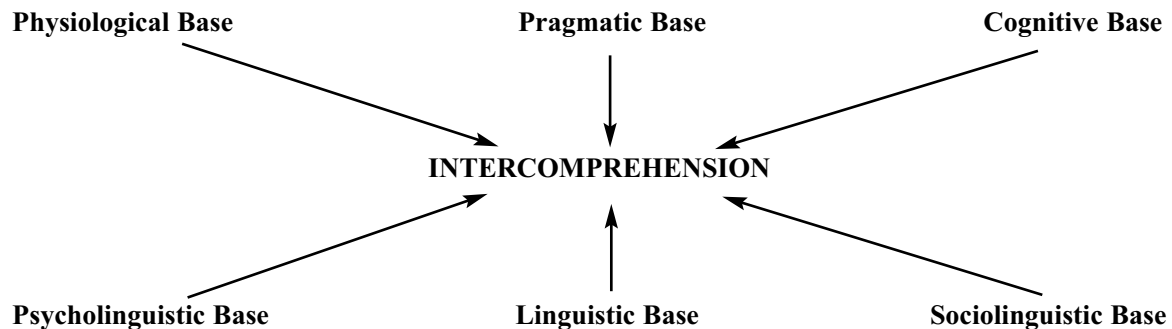 Physiological Base Pragmatic Base Cognitive Base
INTERCOMPREHENSION
Psycholinguistic Base Linguistic Base Sociolinguistic Base